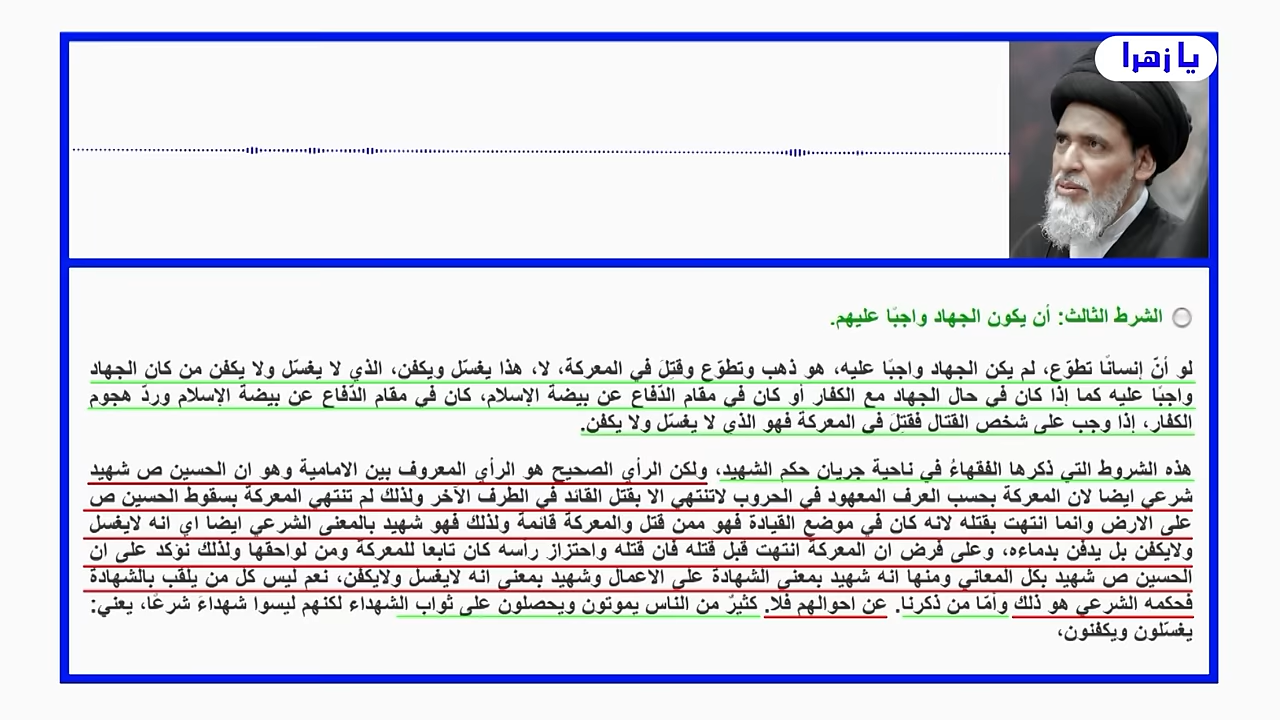 يا زهرا
الشرط الثالث: أن يكون الجهاد واجبًا عليهم.
لو أنّ إنسانًا تطوّع، لم يكن الجهاد واجبًا عليه، هو ذهب وتطوّع وقتِلَ في المعركة، لا، هذا يغسّل ويكفن، الذي لا يغسّل ولا يكفن من كان الجهاد
واجبًا عليه كما إذا كان في حال الجهاد مع الكفار أو كان في مقام الدّفاع عن بيضة الإسلام، كان في مقام الدّفاع عن بيضة الإسلام وردّ هجوم
الكفار، إذا وجب على شخص القتال فقتِلَ في المعركة فهو الذي لا يغسّل ولا يكفن.
هذه الشروط التي ذكرها الفقهاءُ في ناحية جريان حكم الشهيد، ولكن الرأي الصحيح هو الرأي المعروف بين الامامية وهو ان الحسين ص شهيد
شرعي ايضا لان المعركة بحسب العرف المعهود في الحروب لاتنتهي الا بقتل القائد في الطرف الآخر ولذلك لم تنتهي المعركة بسقوط الحسين ص
على الارض وانما انتهت بقتله لانه كان في موضع القيادة فهو ممن قتل والمعركة قائمة ولذلك فهو شهيد بالمعنى الشرعي ايضا اي انه لايغسل
ولايكفن بل يدفن بدماءه، وعلى فرض ان المعركة انتهت قبل قتله فان قتله واحتزاز رأسه كان تابعا للمعركة ومن لواحقها ولذلك نؤكد على ان
الحسين ص شهيد بكل المعاني ومنها انه شهيد بمعنى الشهادة على الاعمال وشهيد بمعنى انه لايغسل ولايكفن، نعم ليس كل من يلقب بالشهادة
فحكمه الشرعي هو ذلك وأمّا من ذكرنا. عن احوالهم فلا. كثيرٌ من الناس يموتون ويحصلون على ثواب الشهداء لكنهم ليسوا شهداءَ شرعًا، يعني:
يغسّلون ويكفنون،